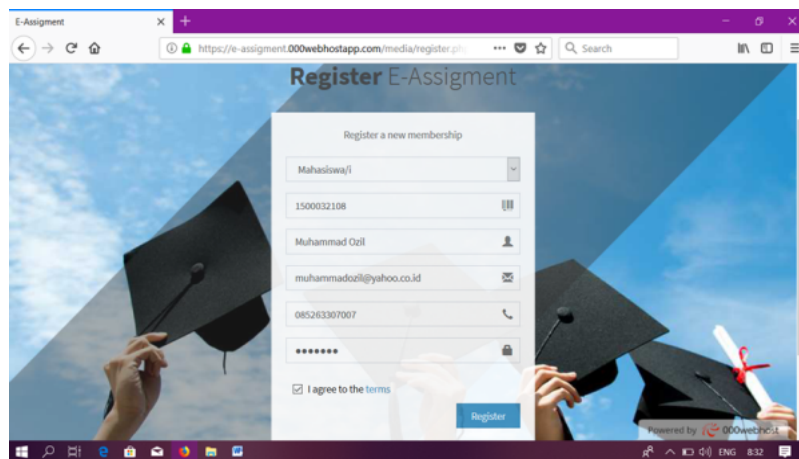 E-Assigment
https://e-assigment.000webhostapp.com/media/register.ph
Search
Register E-Assigment
Register a new membership
Mahasiswa/i
1500032108
Muhammad Ozil
muhammadozil@yahoo.co.id
085263307007
•••••••
I agree to the terms
Register
Powered by 000webhost
ENG 8:32